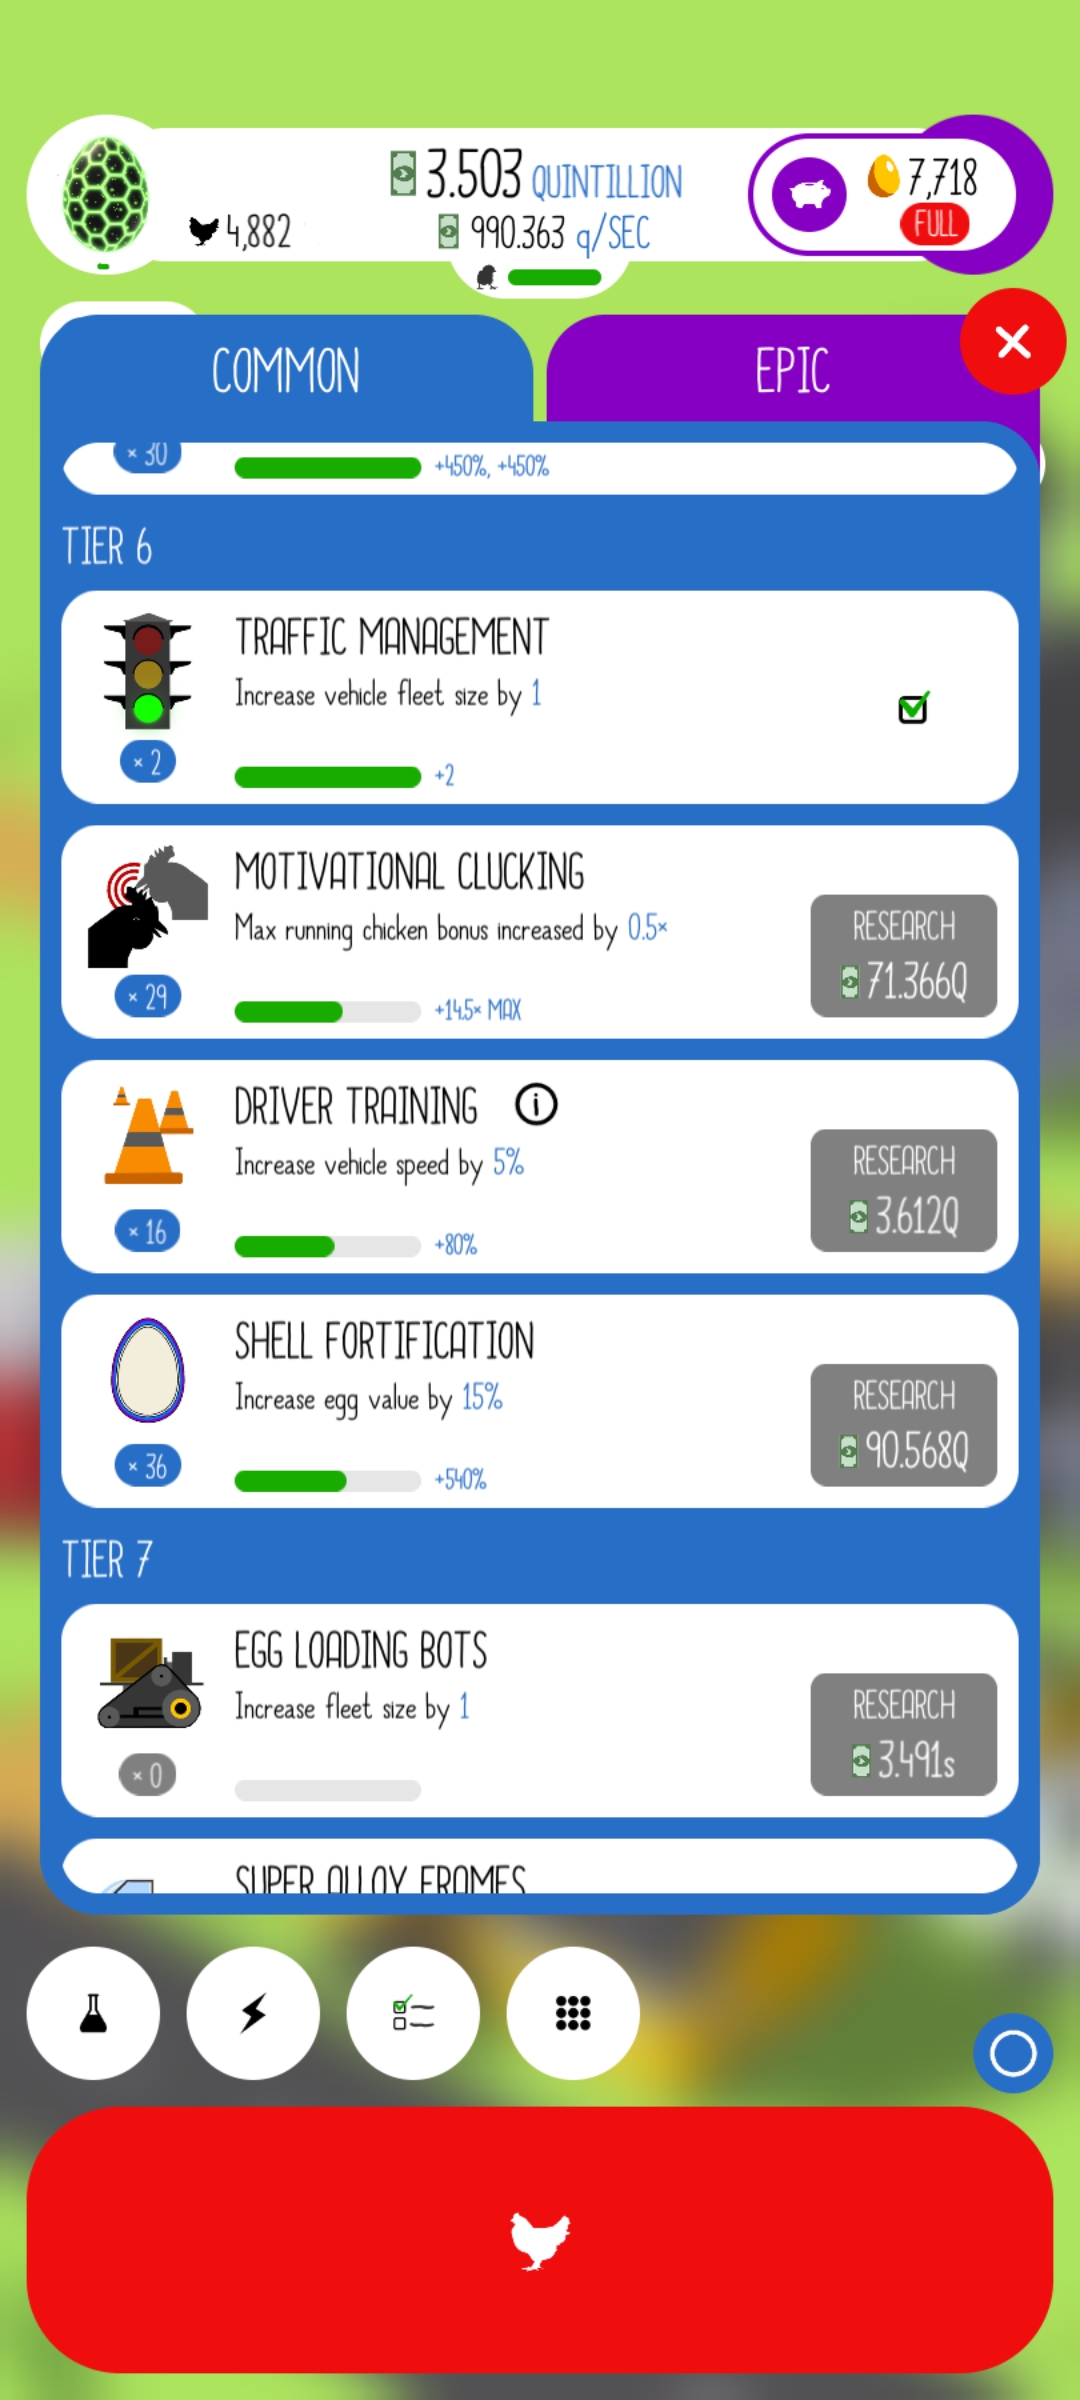 3.503 QUINTILLION
7,718
4,882
990.363 q/SEC
FULL
COMMON
EPIC
× 30
+450%, +450%
TIER 6
TRAFFIC MANAGEMENT
Increase vehicle fleet size by 1
× 2
+2
MOTIVATIONAL CLUCKING
Max running chicken bonus increased by 0.5×
RESEARCH
71.366Q
× 29
+14.5× MAX
DRIVER TRAINING
Increase vehicle speed by 5%
RESEARCH
3.612Q
× 16
+80%
SHELL FORTIFICATION
Increase egg value by 15%
RESEARCH
90.568Q
× 36
+540%
TIER 7
EGG LOADING BOTS
Increase fleet size by 1
RESEARCH
3.491s
× 0
SUPER ALLOY FRAMES